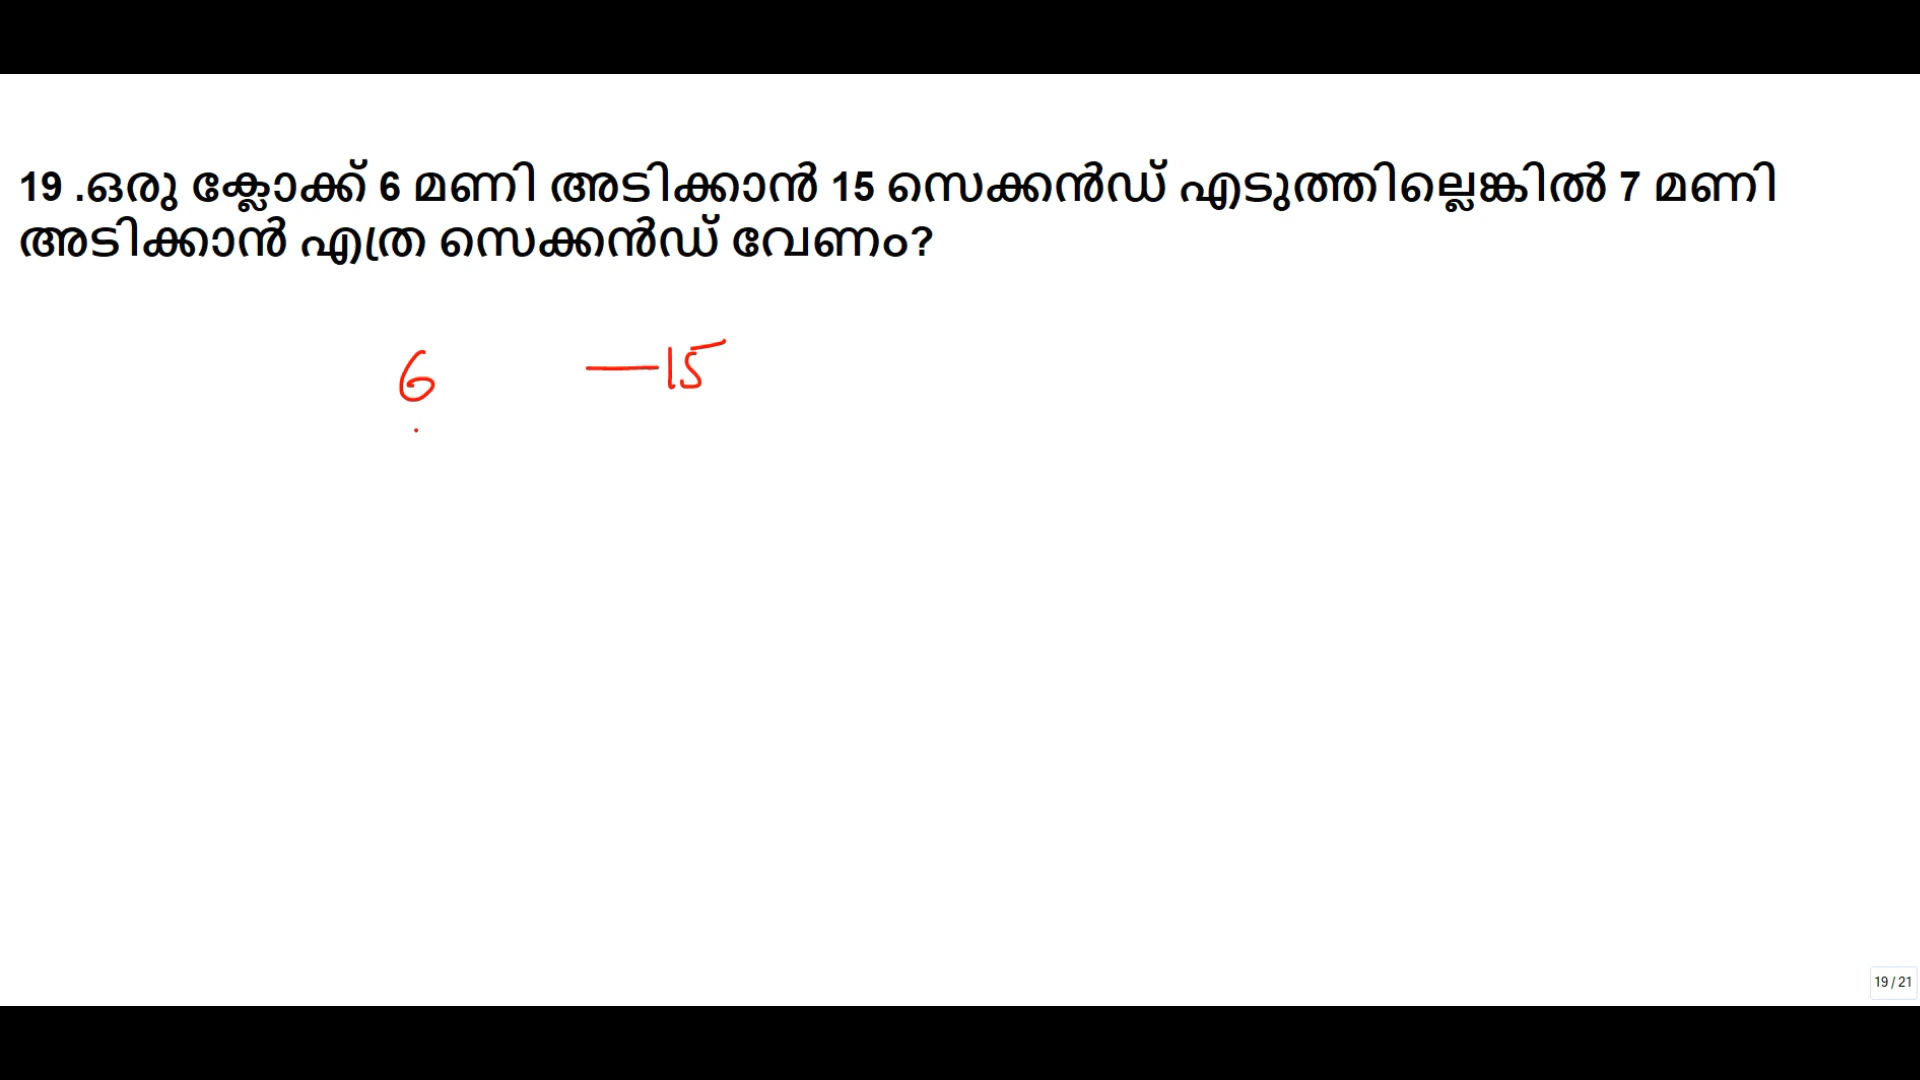 19 .ഒരു ക്ലോക്ക് 6 മണി അടിക്കാൻ 15 സെക്കൻഡ് എടുത്തില്ലെങ്കിൽ 7 മണി
അടിക്കാൻ എത്ര സെക്കൻഡ് വേണം?
6 —15
19 / 21